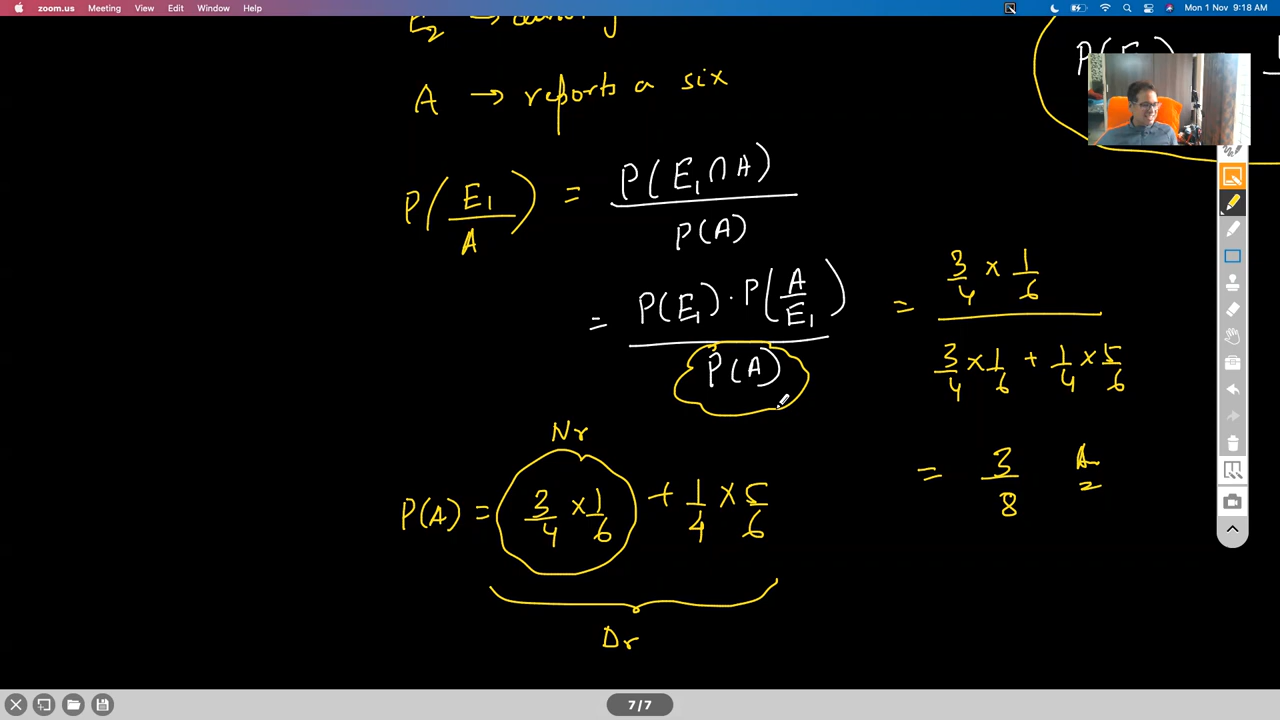 zoom.us Meeting View Edit Window Help Mon 1 Nov 9:18 AM
E₂ →
A → reports a six
P(E₁/A) = P(E₁∩A)/P(A)
= P(E₁)·P(A/E₁)/P(A)
= (3/4 × 1/6)/(3/4 × 1/6 + 1/4 × 5/6)
= 3/8 A
Nr
P(A) = 3/4 × 1/6 + 1/4 × 5/6
Dr
7/7